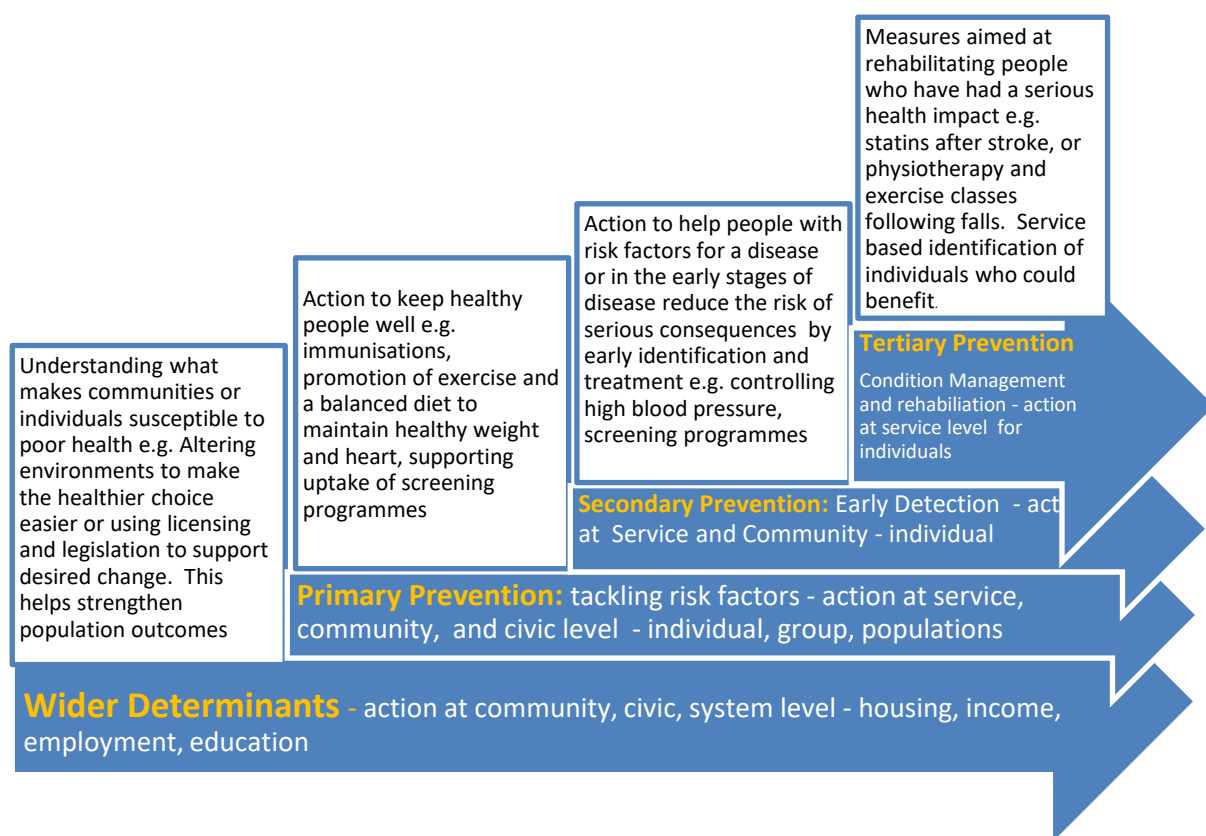 Understanding what
makes communities or
individuals susceptible to
poor health e.g. Altering
environments to make
the healthier choice
easier or using licensing
and legislation to support
desired change.  This
helps strengthen
population outcomes
Wider Determinants - action at community, civic, system level - housing, income,
employment, education
Action to keep healthy
people well e.g.
immunisations,
promotion of exercise and
a balanced diet to
maintain healthy weight
and heart, supporting
uptake of screening
programmes
Primary Prevention: tackling risk factors - action at service,
community,  and civic level  - individual, group, populations
Action to help people with
risk factors for a disease
or in the early stages of
disease reduce the risk of
serious consequences  by
early identification and
treatment e.g. controlling
high blood pressure,
screening programmes
Secondary Prevention: Early Detection  - act
at  Service and Community - individual
Measures aimed at
rehabilitating people
who have had a serious
health impact e.g.
statins after stroke, or
physiotherapy and
exercise classes
following falls.  Service
based identification of
individuals who could
benefit.
Tertiary Prevention
Condition Management
and rehabiliation - action
at service level  for
individuals